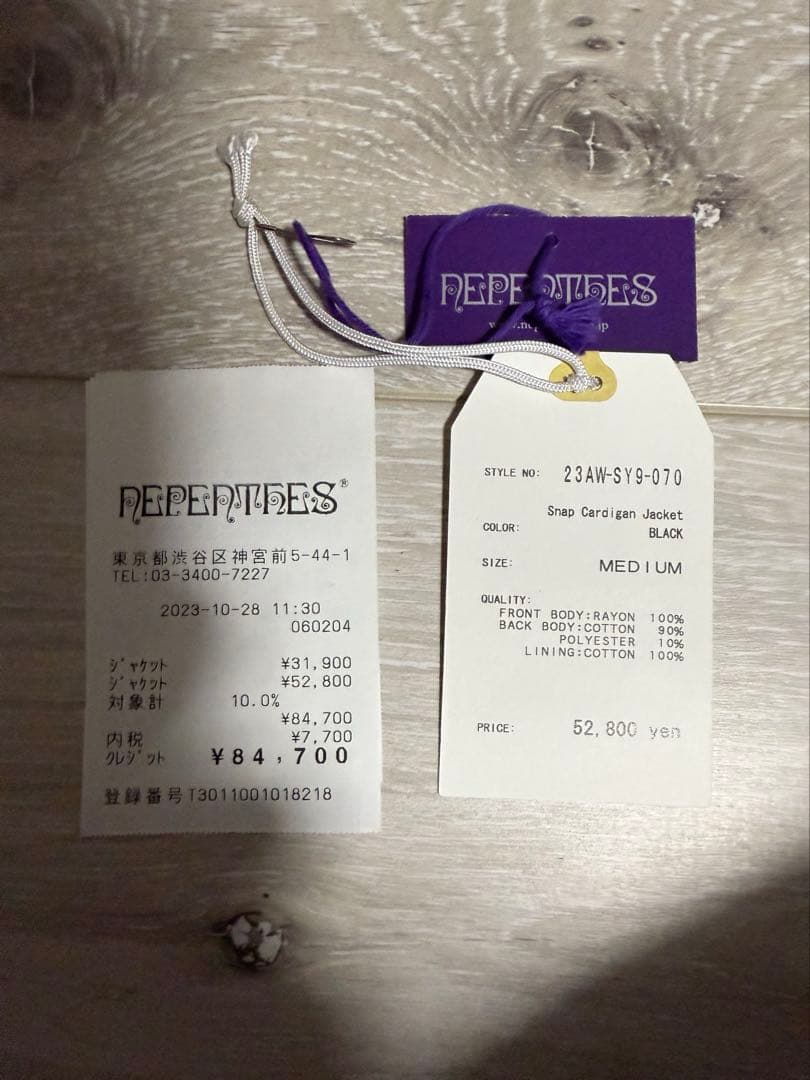 NEPENTHES®
東京都渋谷区神宮前5-44-1
TEL:03-3400-7227
2023-10-28 11:30
060204
ｼﾞｬｹｯﾄ ¥31,900
ｼﾞｬｹｯﾄ ¥52,800
対象計 10.0%
¥84,700
内税 ¥7,700
ｸﾚｼﾞｯﾄ ¥84,700
登録番号T3011001018218
NEPENTHES
STYLE NO: 23AW-SY9-070
Snap Cardigan Jacket
COLOR: BLACK
SIZE: MEDIUM
QUALITY:
FRONT BODY:RAYON 100%
BACK BODY:COTTON 90%
POLYESTER 10%
LINING:COTTON 100%
PRICE: 52,800 yen